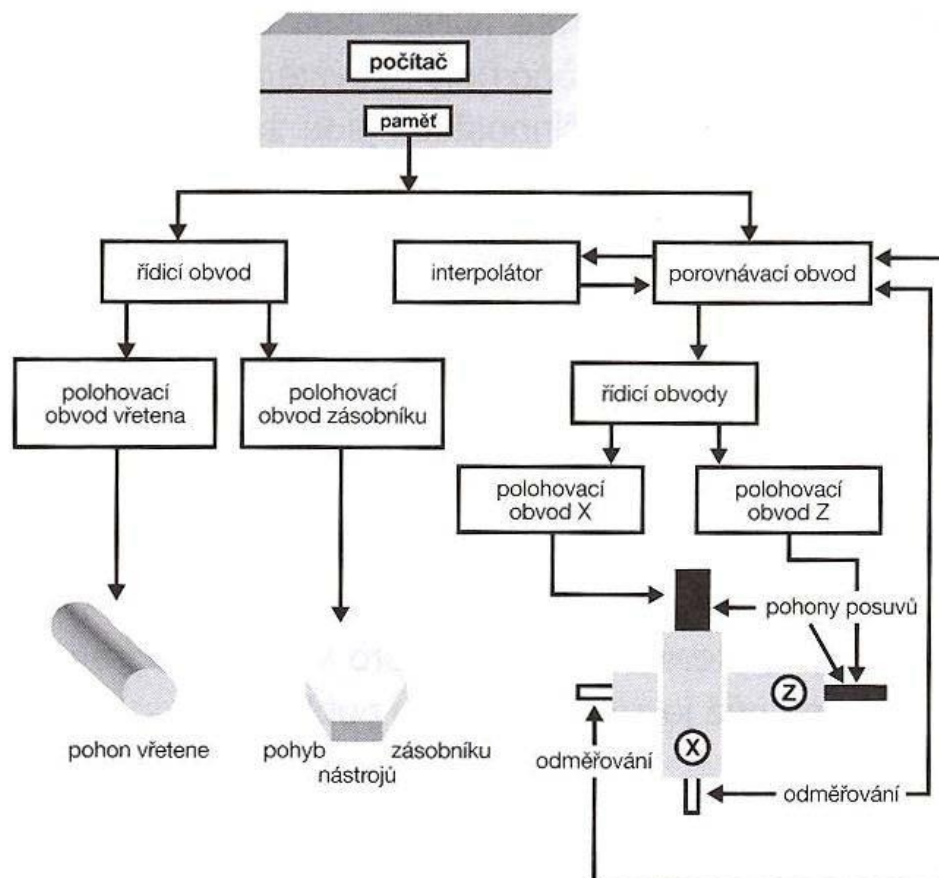 počítač
paměť
řídicí obvod
interpolátor
porovnávací obvod
polohovací
obvod vřetena
polohovací
obvod zásobníku
řídicí obvody
polohovací
obvod X
polohovací
obvod Z
pohony posuvů
Z
X
pohon vřetene
pohyb zásobníku
nástrojů
odměřování
odměřování